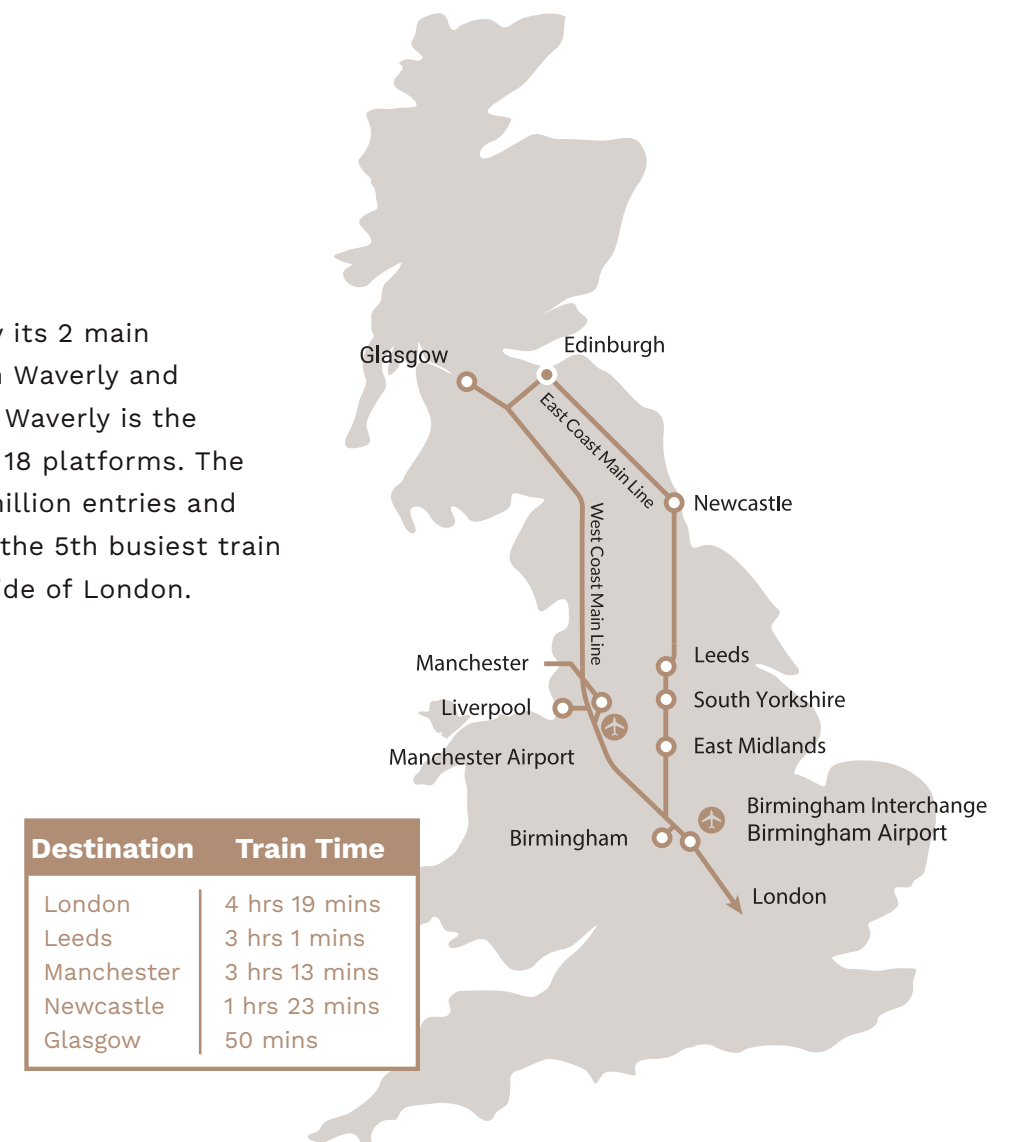 y its 2 main
Waverly and
Waverly is the
18 platforms. The
million entries and
the 5th busiest train
ide of London.
Glasgow
Edinburgh
East Coast Main Line
Newcastle
West Coast Main Line
Manchester
Leeds
Liverpool
South Yorkshire
Manchester Airport
East Midlands
Birmingham Interchange
Birmingham Airport
Birmingham
London
Destination Train Time
London 4 hrs 19 mins
Leeds 3 hrs 1 mins
Manchester 3 hrs 13 mins
Newcastle 1 hrs 23 mins
Glasgow 50 mins